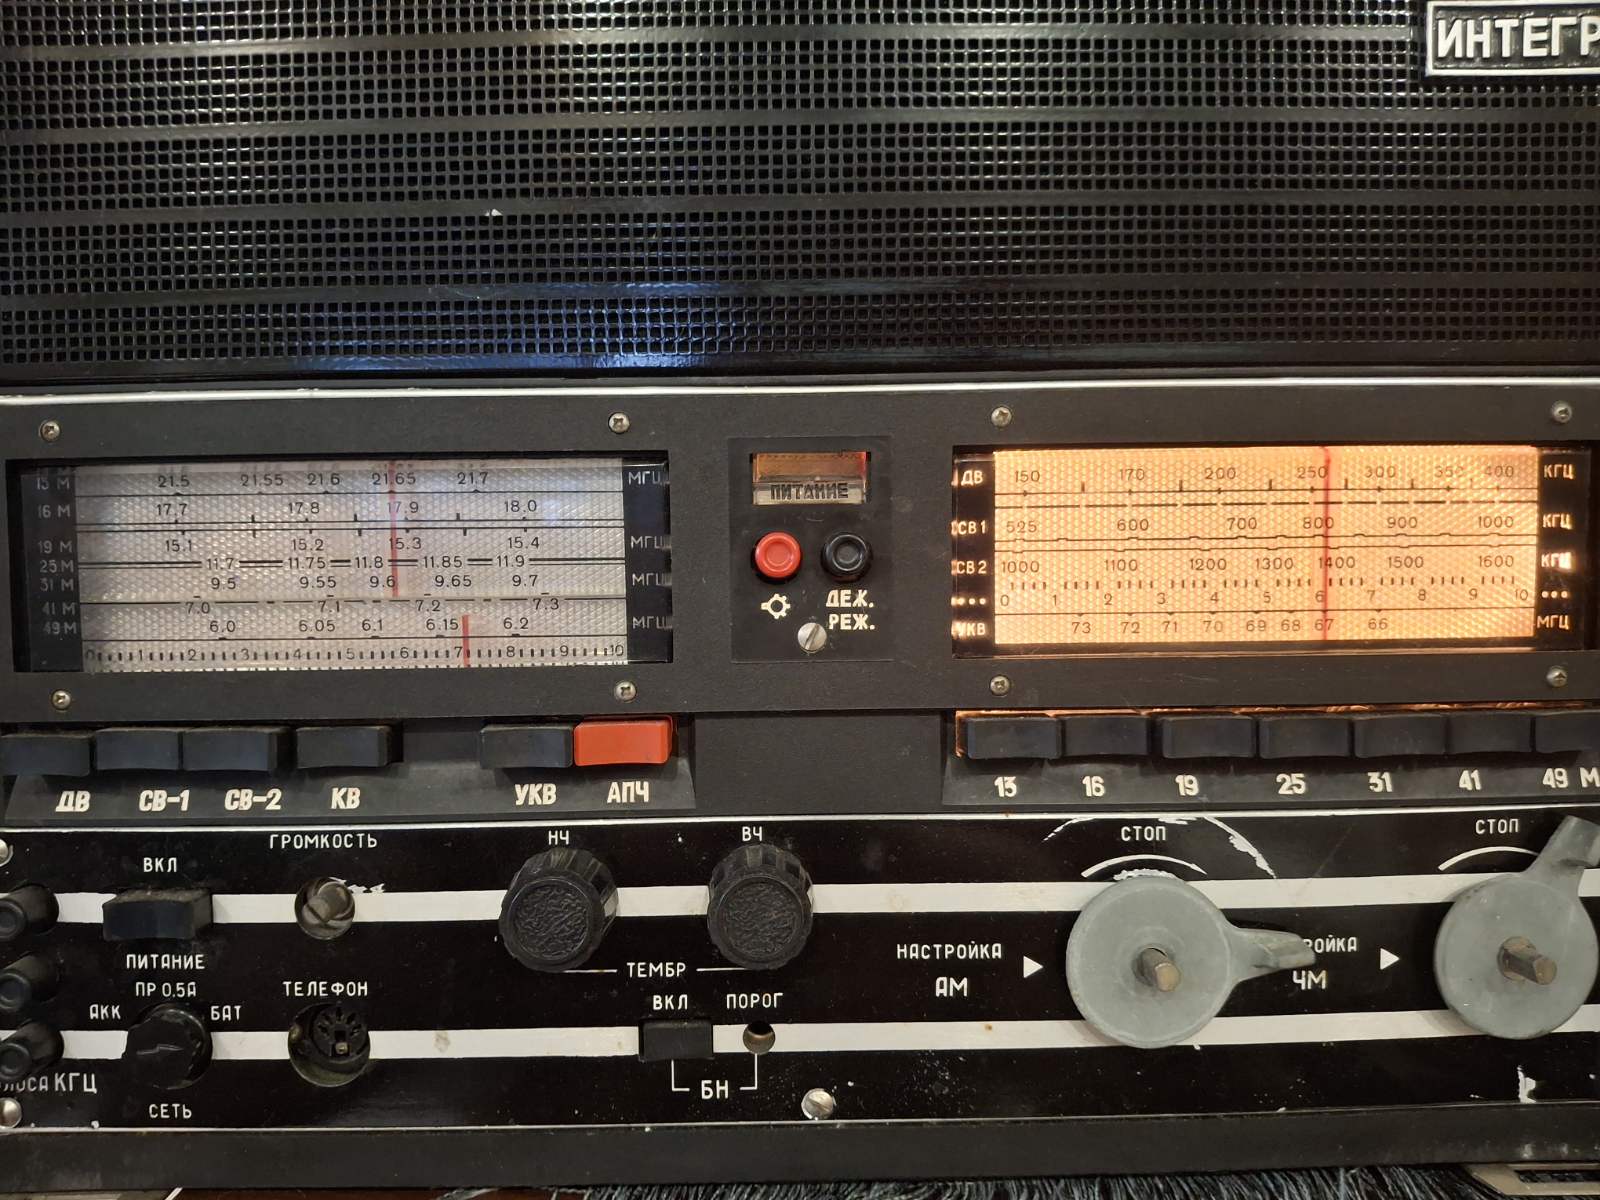 ИНТЕГР
15 М 21.5 21.55 21.6 21.65 21.7 МГЦ
16 М 17.7 17.8 17.9 18.0
19 М 15.1 15.2 15.3 15.4 МГЦ
25 М 11.7 11.75 11.8 11.85 11.9
31 М 9.5 9.55 9.6 9.65 9.7 МГЦ
41 М 7.0 7.1 7.2 7.3
49 М 6.0 6.05 6.1 6.15 6.2 МГЦ
0 1 2 3 4 5 6 7 8 9 10
ПИТАНИЕ
ДЕЖ.
РЕЖ.
ДВ 150 170 200 250 300 350 400 КГЦ
СВ1 525 600 700 800 900 1000 КГЦ
СВ2 1000 1100 1200 1300 1400 1500 1600 КГЦ
0 1 2 3 4 5 6 7 8 9 10
УКВ 73 72 71 70 69 68 67 66 МГЦ
ДВ СВ-1 СВ-2 КВ УКВ АПЧ
13 16 19 25 31 41 49 М
ГРОМКОСТЬ НЧ ВЧ СТОП СТОП
ВКЛ
ПИТАНИЕ ТЕМБР НАСТРОЙКА
АМ
ОЙКА
ЧМ
ПР 0.5А ТЕЛЕФОН ВКЛ ПОРОГ
АКК БАТ
КГЦ БН
СЕТЬ